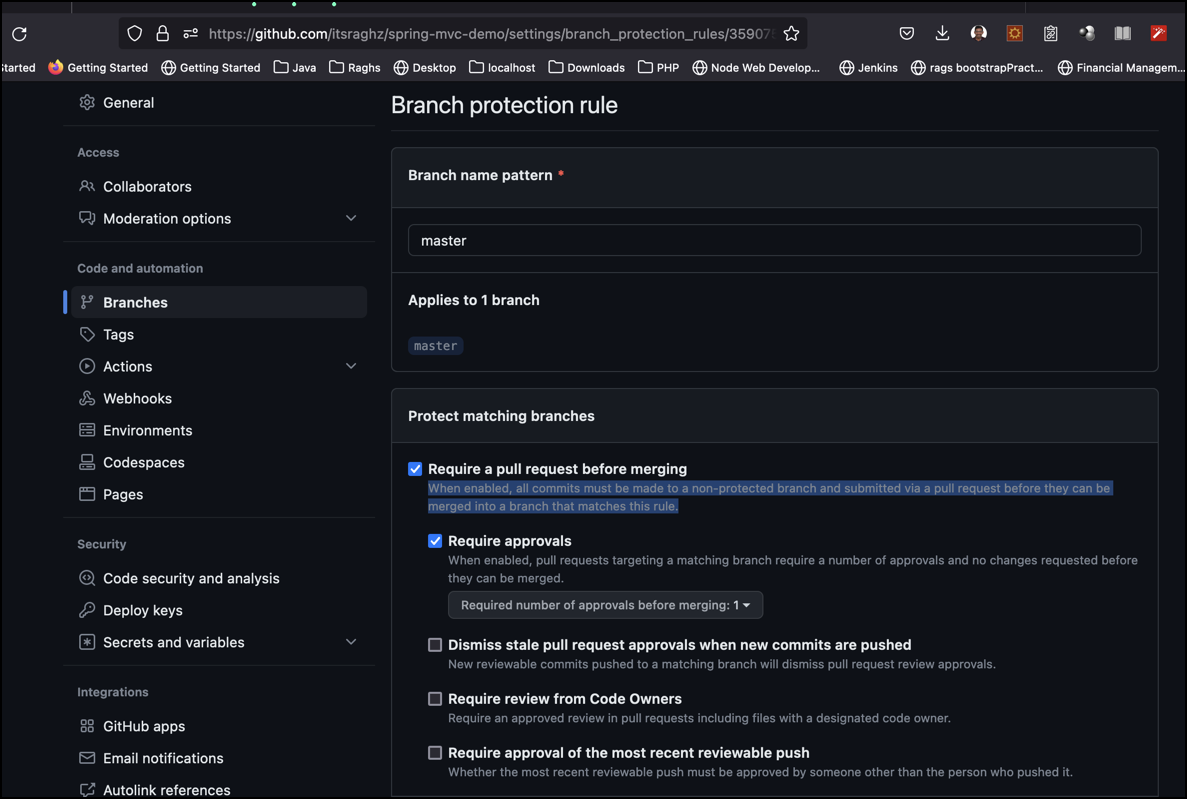 https://github.com/itsraghz/spring-mvc-demo/settings/branch_protection_rules/35907
Started Getting Started Getting Started Java Raghs Desktop localhost Downloads PHP Node Web Develop... Jenkins rags bootstrapPract... Financial Managem...
General
Access
Collaborators
Moderation options
Code and automation
Branches
Tags
Actions
Webhooks
Environments
Codespaces
Pages
Security
Code security and analysis
Deploy keys
Secrets and variables
Integrations
GitHub apps
Email notifications
Autolink references
Branch protection rule
Branch name pattern *
master
Applies to 1 branch
master
Protect matching branches
Require a pull request before merging
When enabled, all commits must be made to a non-protected branch and submitted via a pull request before they can be
merged into a branch that matches this rule.
Require approvals
When enabled, pull requests targeting a matching branch require a number of approvals and no changes requested before
they can be merged.
Required number of approvals before merging: 1
Dismiss stale pull request approvals when new commits are pushed
New reviewable commits pushed to a matching branch will dismiss pull request review approvals.
Require review from Code Owners
Require an approved review in pull requests including files with a designated code owner.
Require approval of the most recent reviewable push
Whether the most recent reviewable push must be approved by someone other than the person who pushed it.